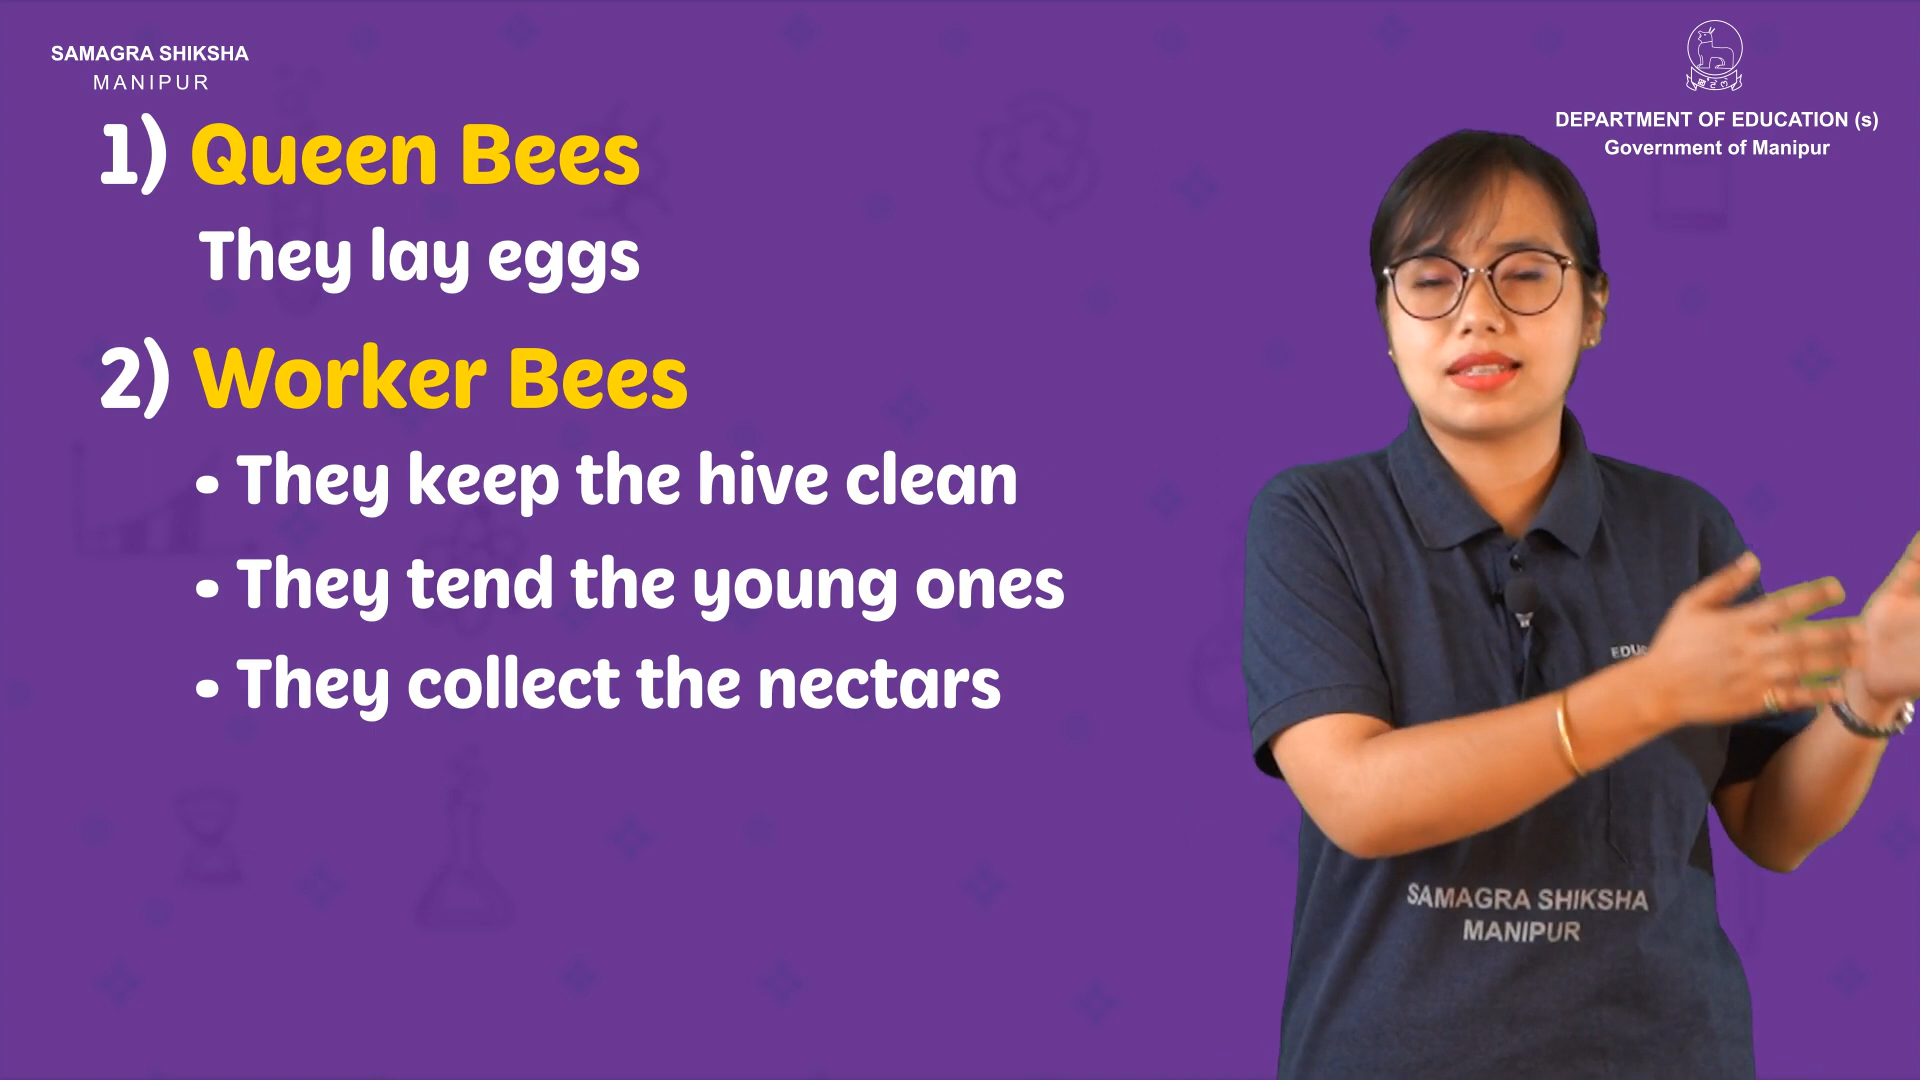 SAMAGRA SHIKSHA
MANIPUR
DEPARTMENT OF EDUCATION (s)
Government of Manipur
1) Queen Bees
They lay eggs
2) Worker Bees
• They keep the hive clean
• They tend the young ones
• They collect the nectars
SAMAGRA SHIKSHA
MANIPUR